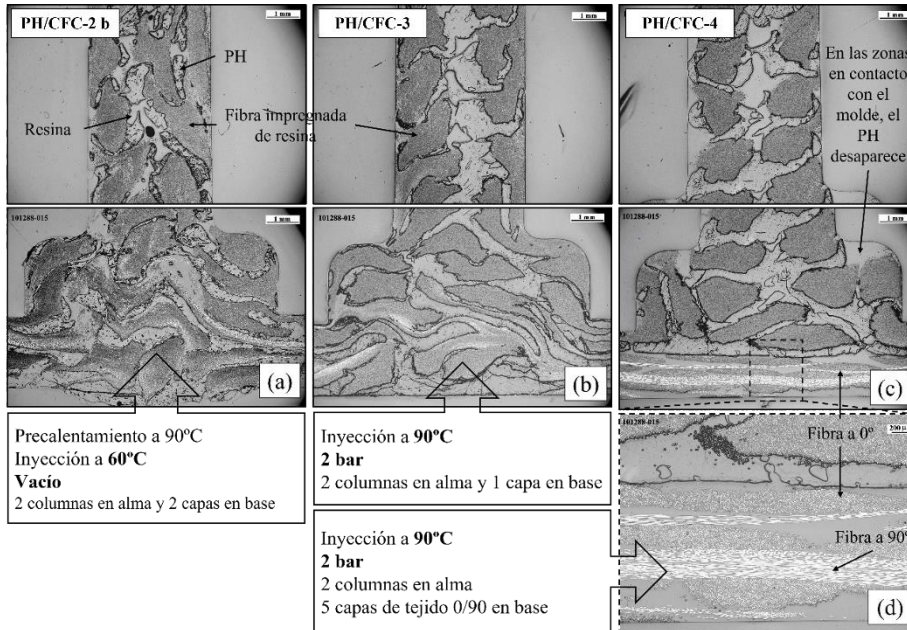 PH/CFC-2 b
1 mm
PH
Resina
Fibra impregnada
de resina
PH/CFC-3
1 mm
PH/CFC-4
1 mm
En las zonas
en contacto
con el
molde, el
PH
desaparece
101288-015
1 mm
(a)
101288-015
1 mm
(b)
101288-015
1 mm
(c)
Precalentamiento a 90ºC
Inyección a 60ºC
Vacío
2 columnas en alma y 2 capas en base
Inyección a 90ºC
2 bar
2 columnas en alma y 1 capa en base
Inyección a 90ºC
2 bar
2 columnas en alma
5 capas de tejido 0/90 en base
101288-015
200 µ
Fibra a 0º
Fibra a 90º
(d)